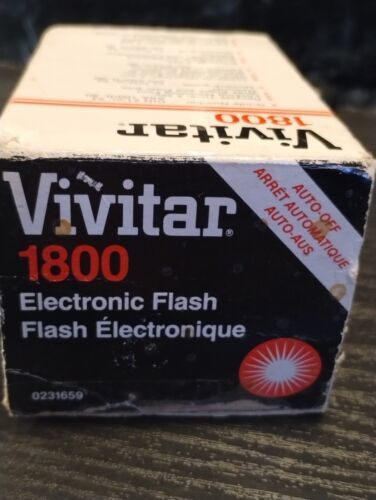 Vivitar
1800
Vivitar®
1800
Electronic Flash
Flash Électronique
AUTO-OFF
ARRÊT AUTOMATIQUE
AUTO-AUS
0231659